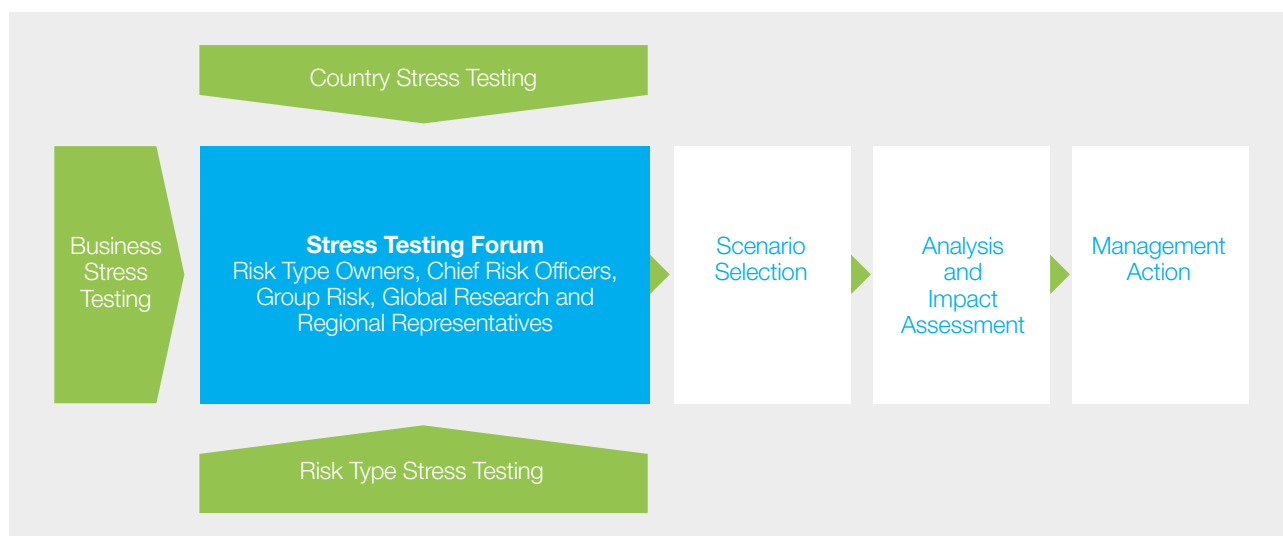 Country Stress Testing
Business
Stress
Testing
Stress Testing Forum
Risk Type Owners, Chief Risk Officers,
Group Risk, Global Research and
Regional Representatives
Scenario
Selection
Analysis
and
Impact
Assessment
Management
Action
Risk Type Stress Testing